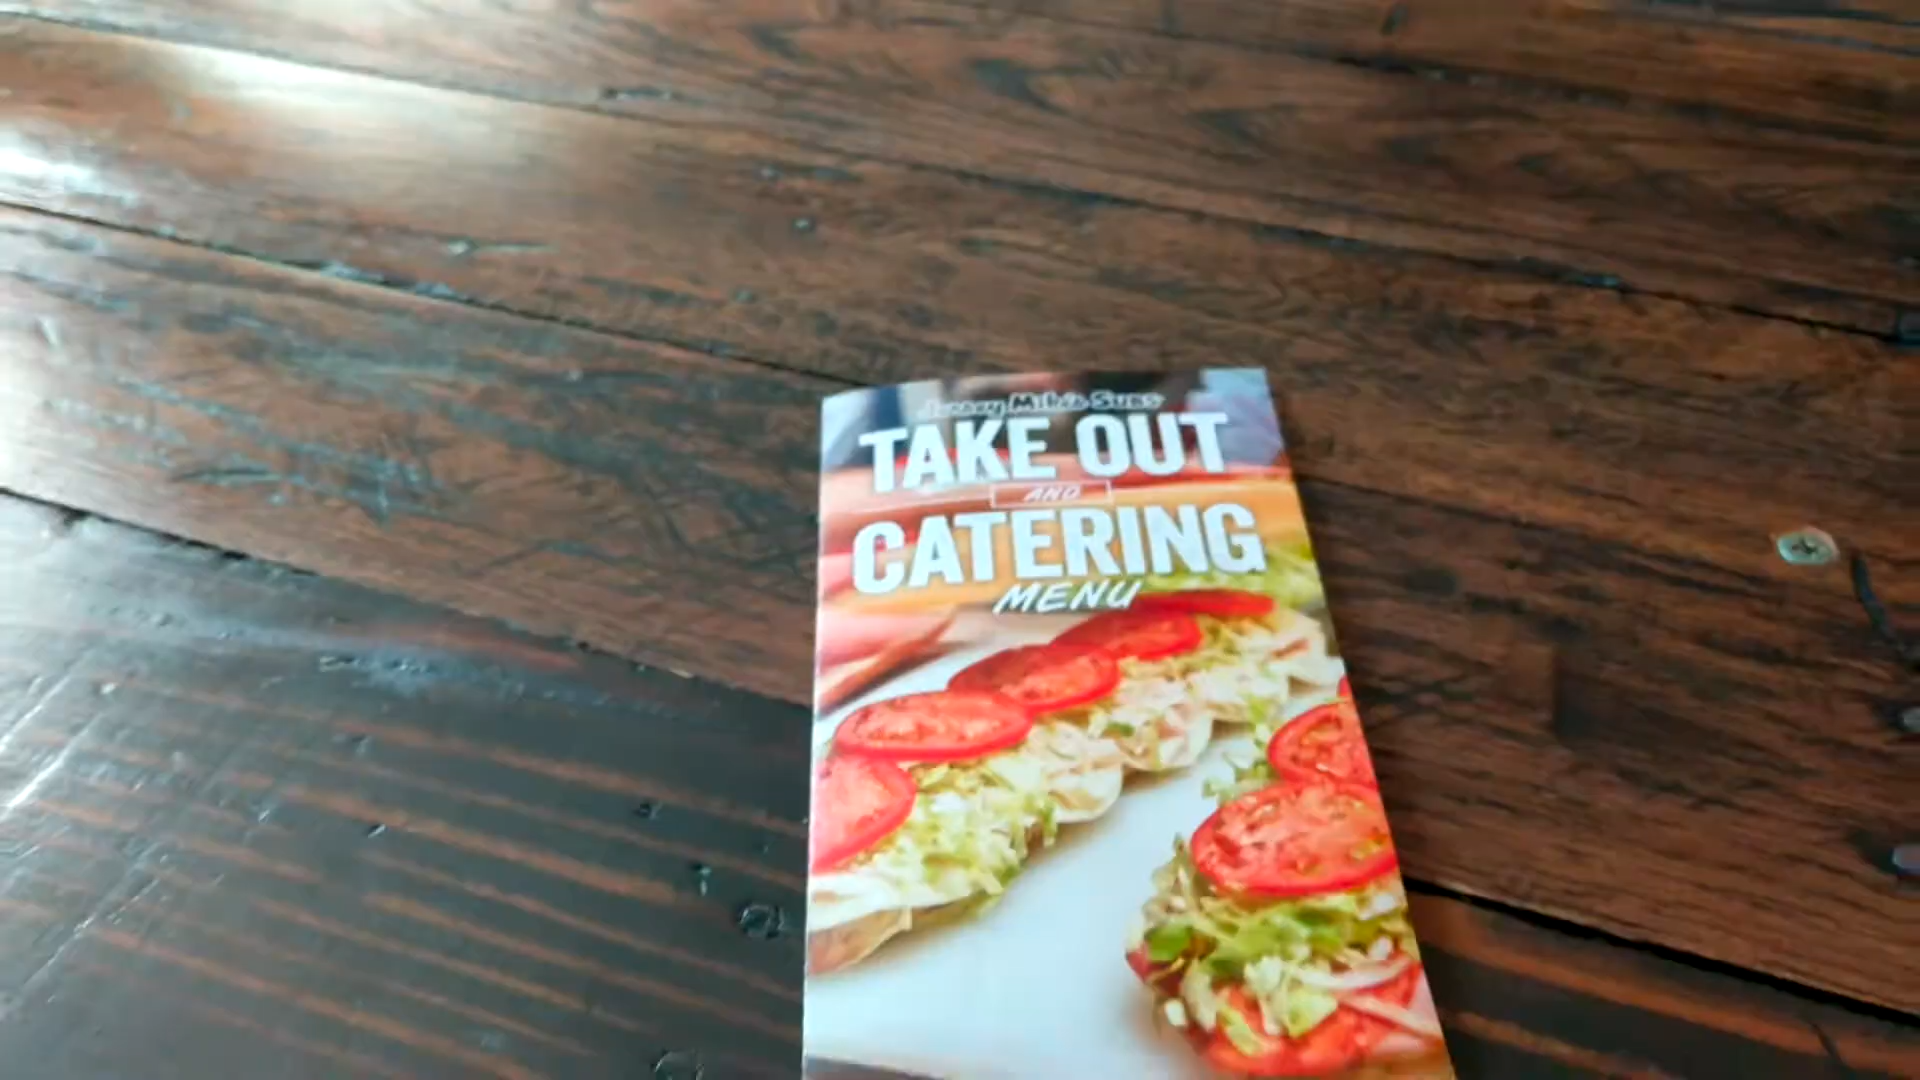 Jersey Mike's Subs
TAKE OUT
AND
CATERING
MENU